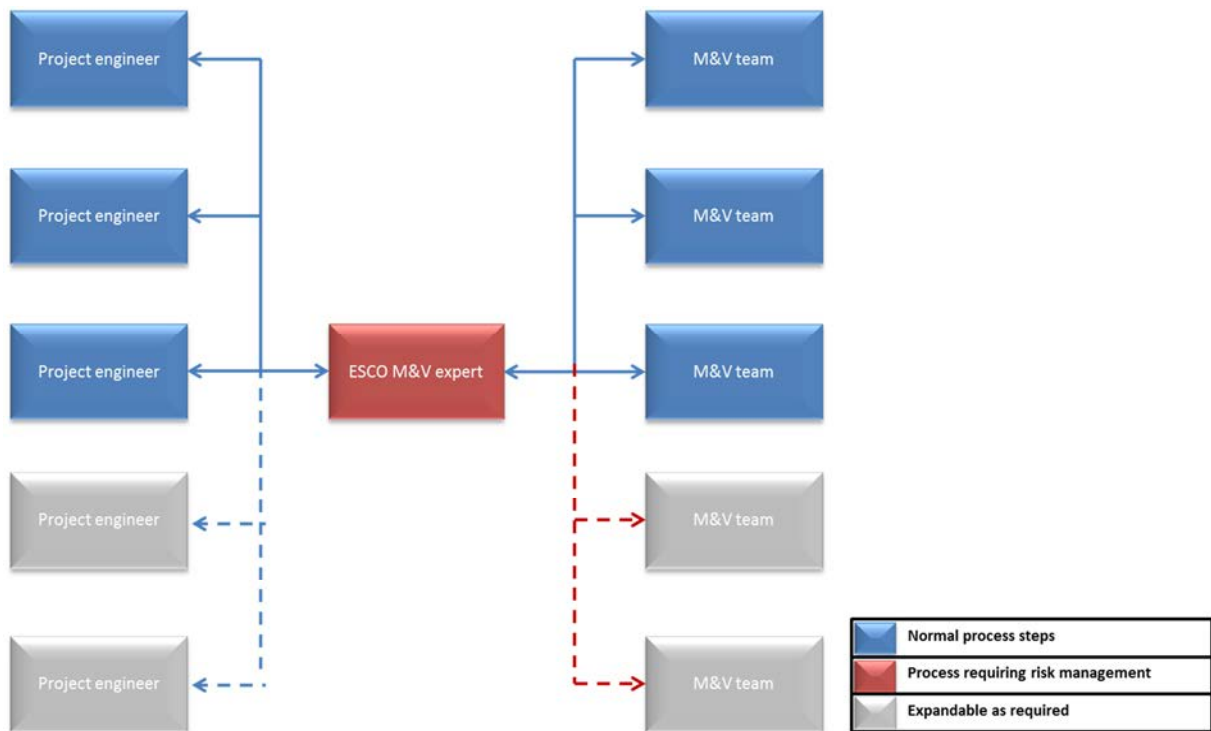 Project engineer
M&V team
Project engineer
M&V team
Project engineer
ESCO M&V expert
M&V team
Project engineer
M&V team
Project engineer
M&V team
Normal process steps
Process requiring risk management
Expandable as required